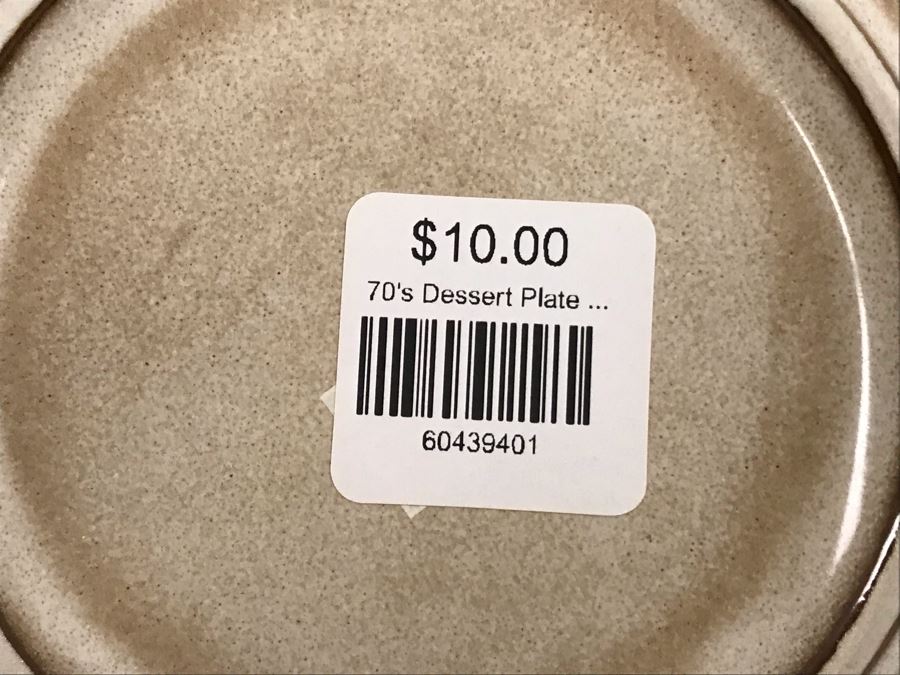 $10.00
70's Dessert Plate ...
60439401